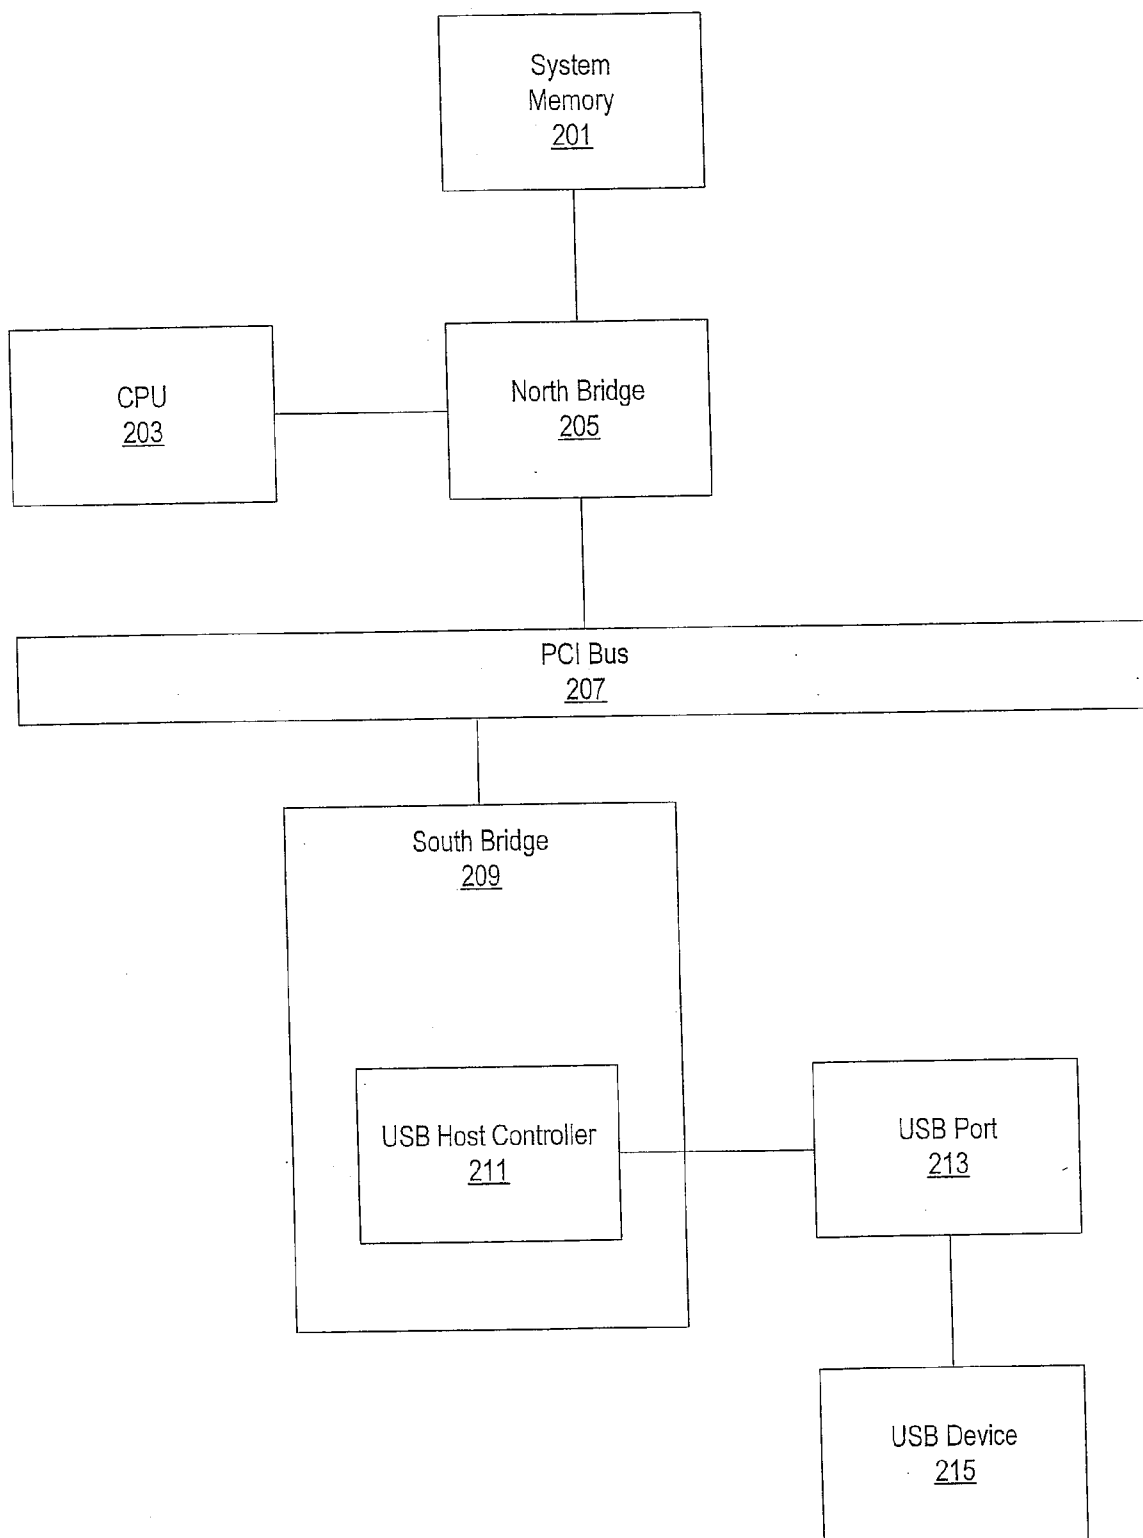 System
Memory
201
CPU
203
North Bridge
205
PCI Bus
207
South Bridge
209
USB Host Controller
211
USB Port
213
USB Device
215